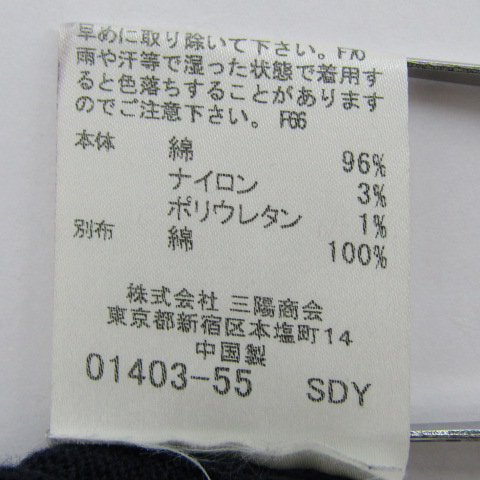 早めに取り除いて下さい。F70
雨や汗等で湿った状態で着用す
ると色落ちすることがあります
のでご注意下さい。F66
本体 綿 96%
ナイロン 3%
ポリウレタン 1%
別布 綿 100%
株式会社 三陽商会
東京都新宿区本塩町14
中国製
01403-55 SDY